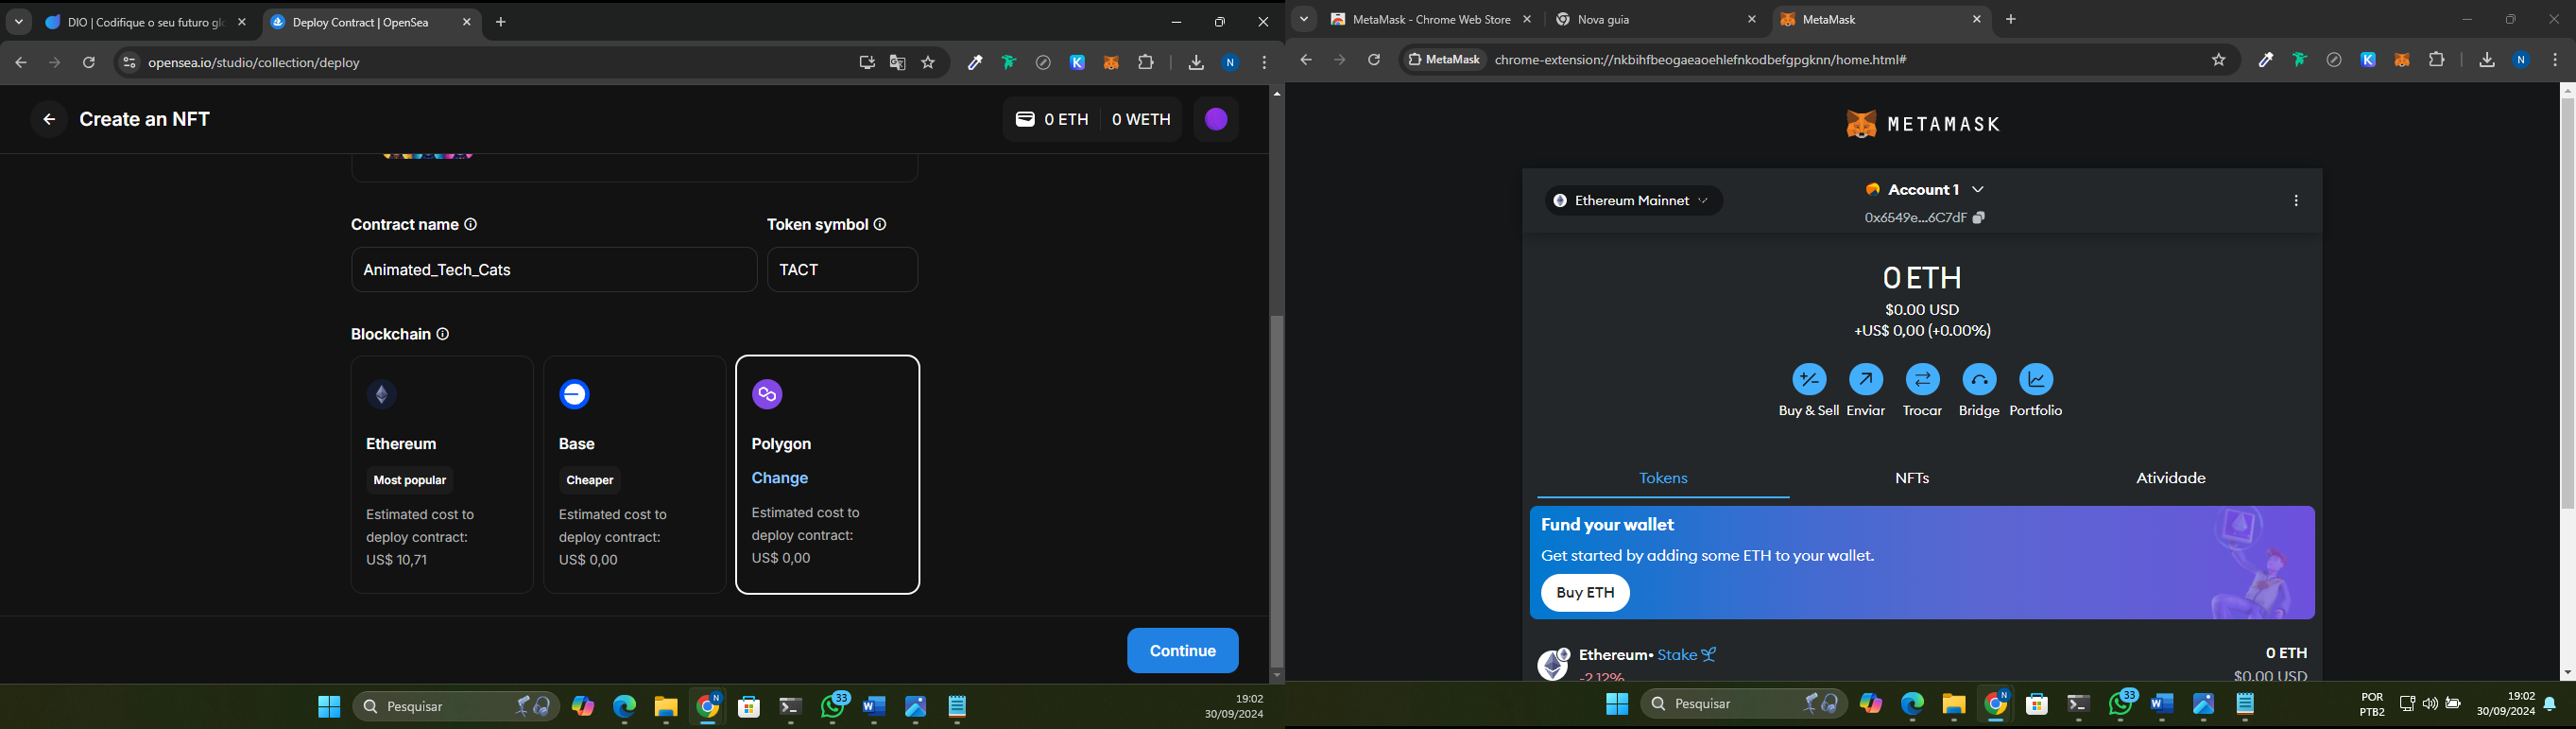 DIO | Codifique o seu futuro glo
Deploy Contract | OpenSea
opensea.io/studio/collection/deploy
N
Create an NFT
0 ETH
0 WETH
Contract name
Token symbol
Animated_Tech_Cats
TACT
Blockchain
Ethereum
Most popular
Estimated cost to
deploy contract:
US$ 10,71
Base
Cheaper
Estimated cost to
deploy contract:
US$ 0,00
Polygon
Change
Estimated cost to
deploy contract:
US$ 0,00
Continue
Pesquisar
N
33
19:02
30/09/2024
MetaMask - Chrome Web Store
Nova guia
MetaMask
MetaMask
chrome-extension://nkbihfbeogaeaoehlefnkodbefgpgknn/home.html#
N
METAMASK
Ethereum Mainnet
Account 1
0x6549e...6C7dF
0 ETH
$0.00 USD
+US$ 0,00 (+0.00%)
Buy & Sell
Enviar
Trocar
Bridge
Portfolio
Tokens
NFTs
Atividade
Fund your wallet
Get started by adding some ETH to your wallet.
Buy ETH
Ethereum • Stake
0 ETH
-2.12%
$0.00 USD
Pesquisar
N
33
POR
PTB2
19:02
30/09/2024